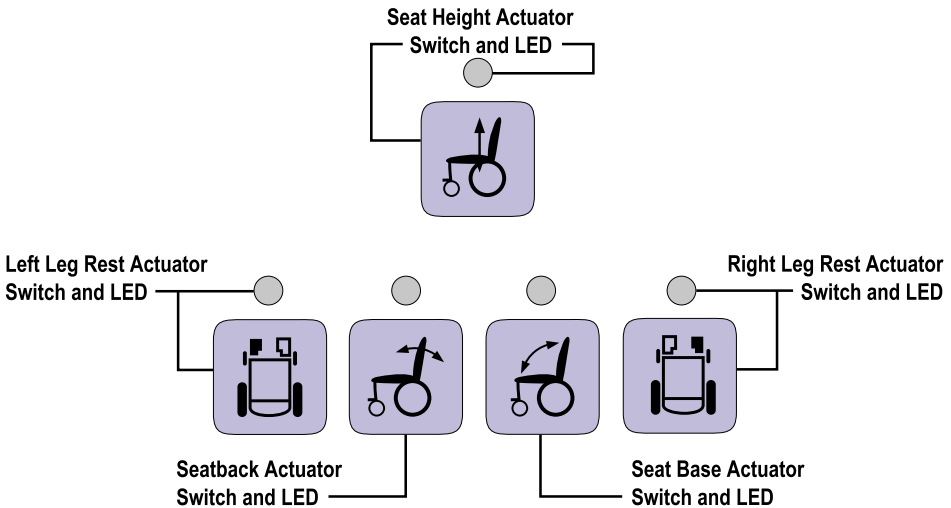 Seat Height Actuator
Switch and LED
Left Leg Rest Actuator
Switch and LED
Right Leg Rest Actuator
Switch and LED
Seatback Actuator
Switch and LED
Seat Base Actuator
Switch and LED